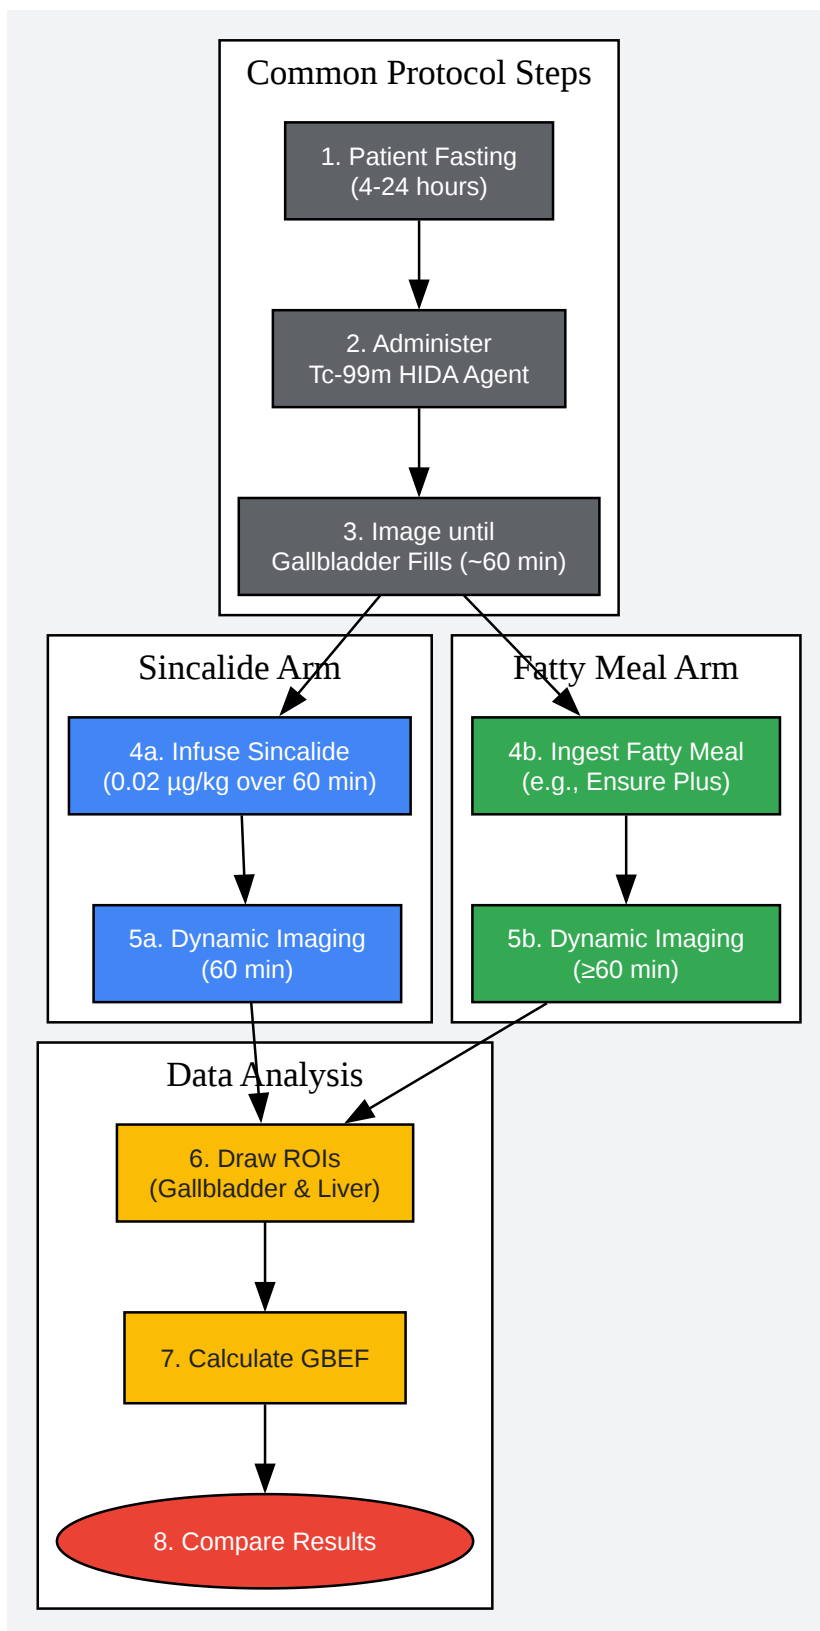 Common Protocol Steps
1. Patient Fasting
(4-24 hours)
2. Administer
Tc-99m HIDA Agent
3. Image until
Gallbladder Fills (~60 min)
Sincalide Arm
4a. Infuse Sincalide
(0.02 µg/kg over 60 min)
5a. Dynamic Imaging
(60 min)
Fatty Meal Arm
4b. Ingest Fatty Meal
(e.g., Ensure Plus)
5b. Dynamic Imaging
(≥60 min)
Data Analysis
6. Draw ROIs
(Gallbladder & Liver)
7. Calculate GBEF
8. Compare Results